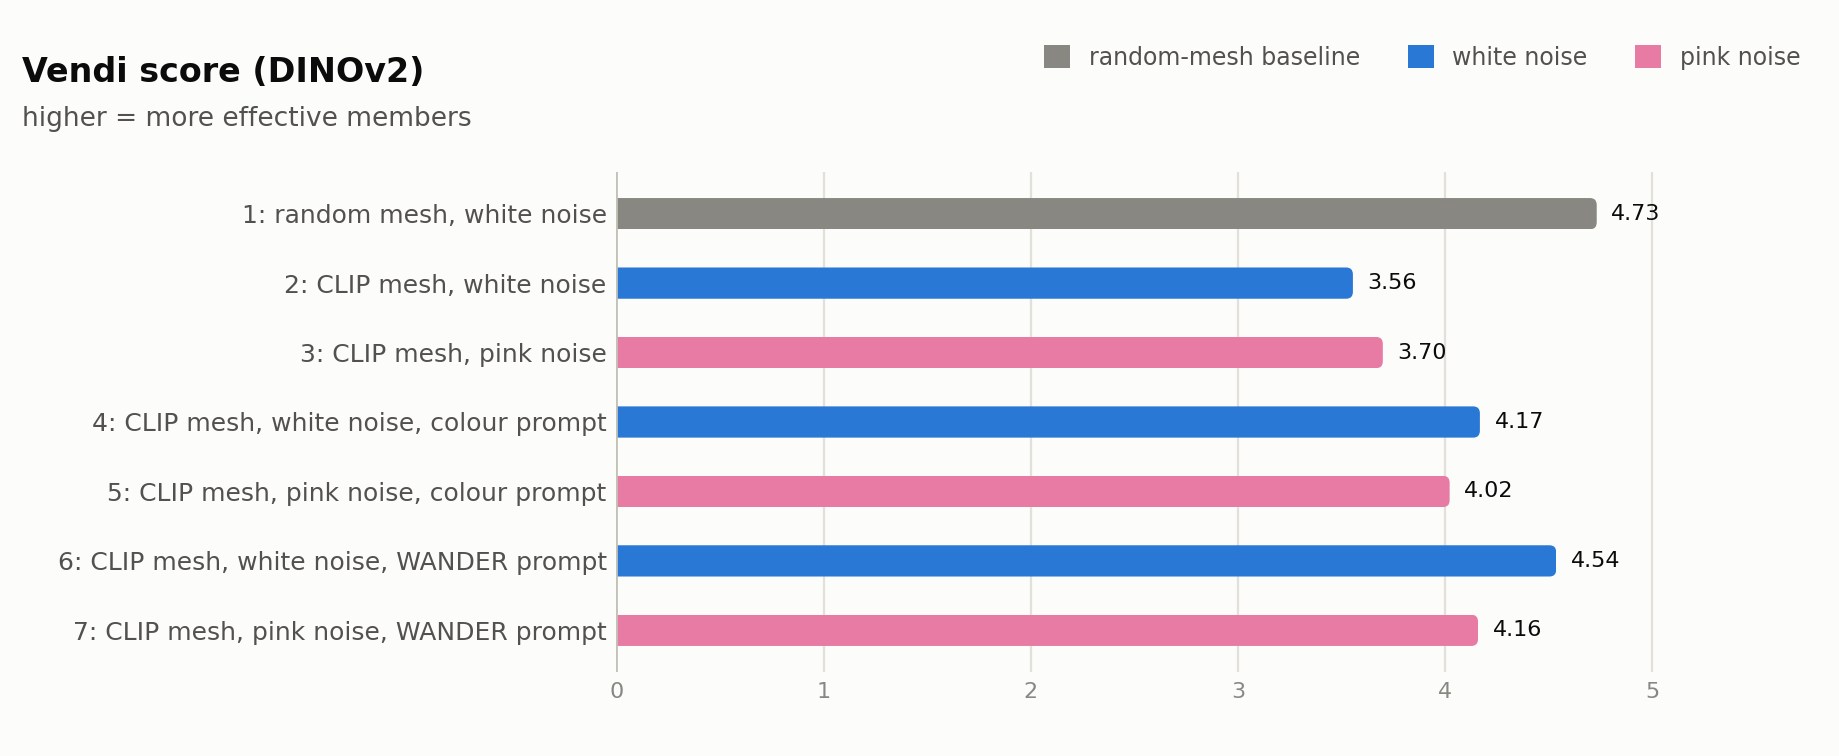 Vendi score (DINOv2)
higher = more effective members
random-mesh baseline
white noise
pink noise
1: random mesh, white noise 4.73
2: CLIP mesh, white noise 3.56
3: CLIP mesh, pink noise 3.70
4: CLIP mesh, white noise, colour prompt 4.17
5: CLIP mesh, pink noise, colour prompt 4.02
6: CLIP mesh, white noise, WANDER prompt 4.54
7: CLIP mesh, pink noise, WANDER prompt 4.16
0 1 2 3 4 5